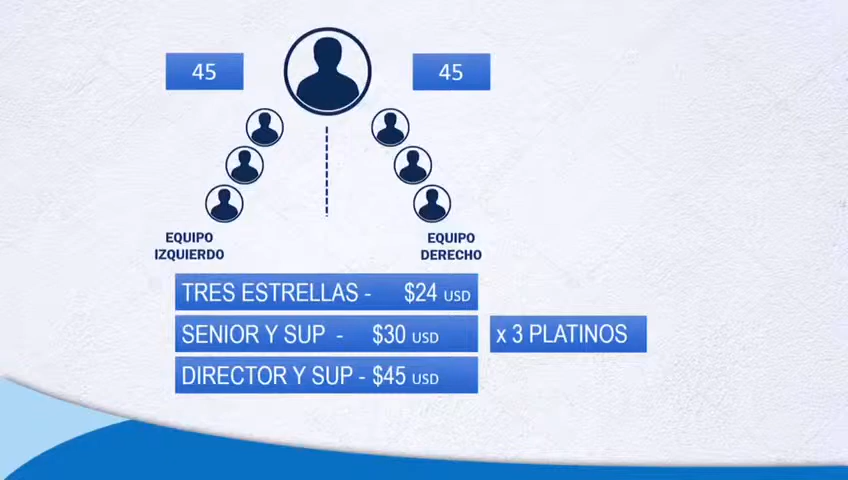 45
45
EQUIPO
IZQUIERDO
EQUIPO
DERECHO
TRES ESTRELLAS - $24 USD
SENIOR Y SUP - $30 USD
x 3 PLATINOS
DIRECTOR Y SUP - $45 USD